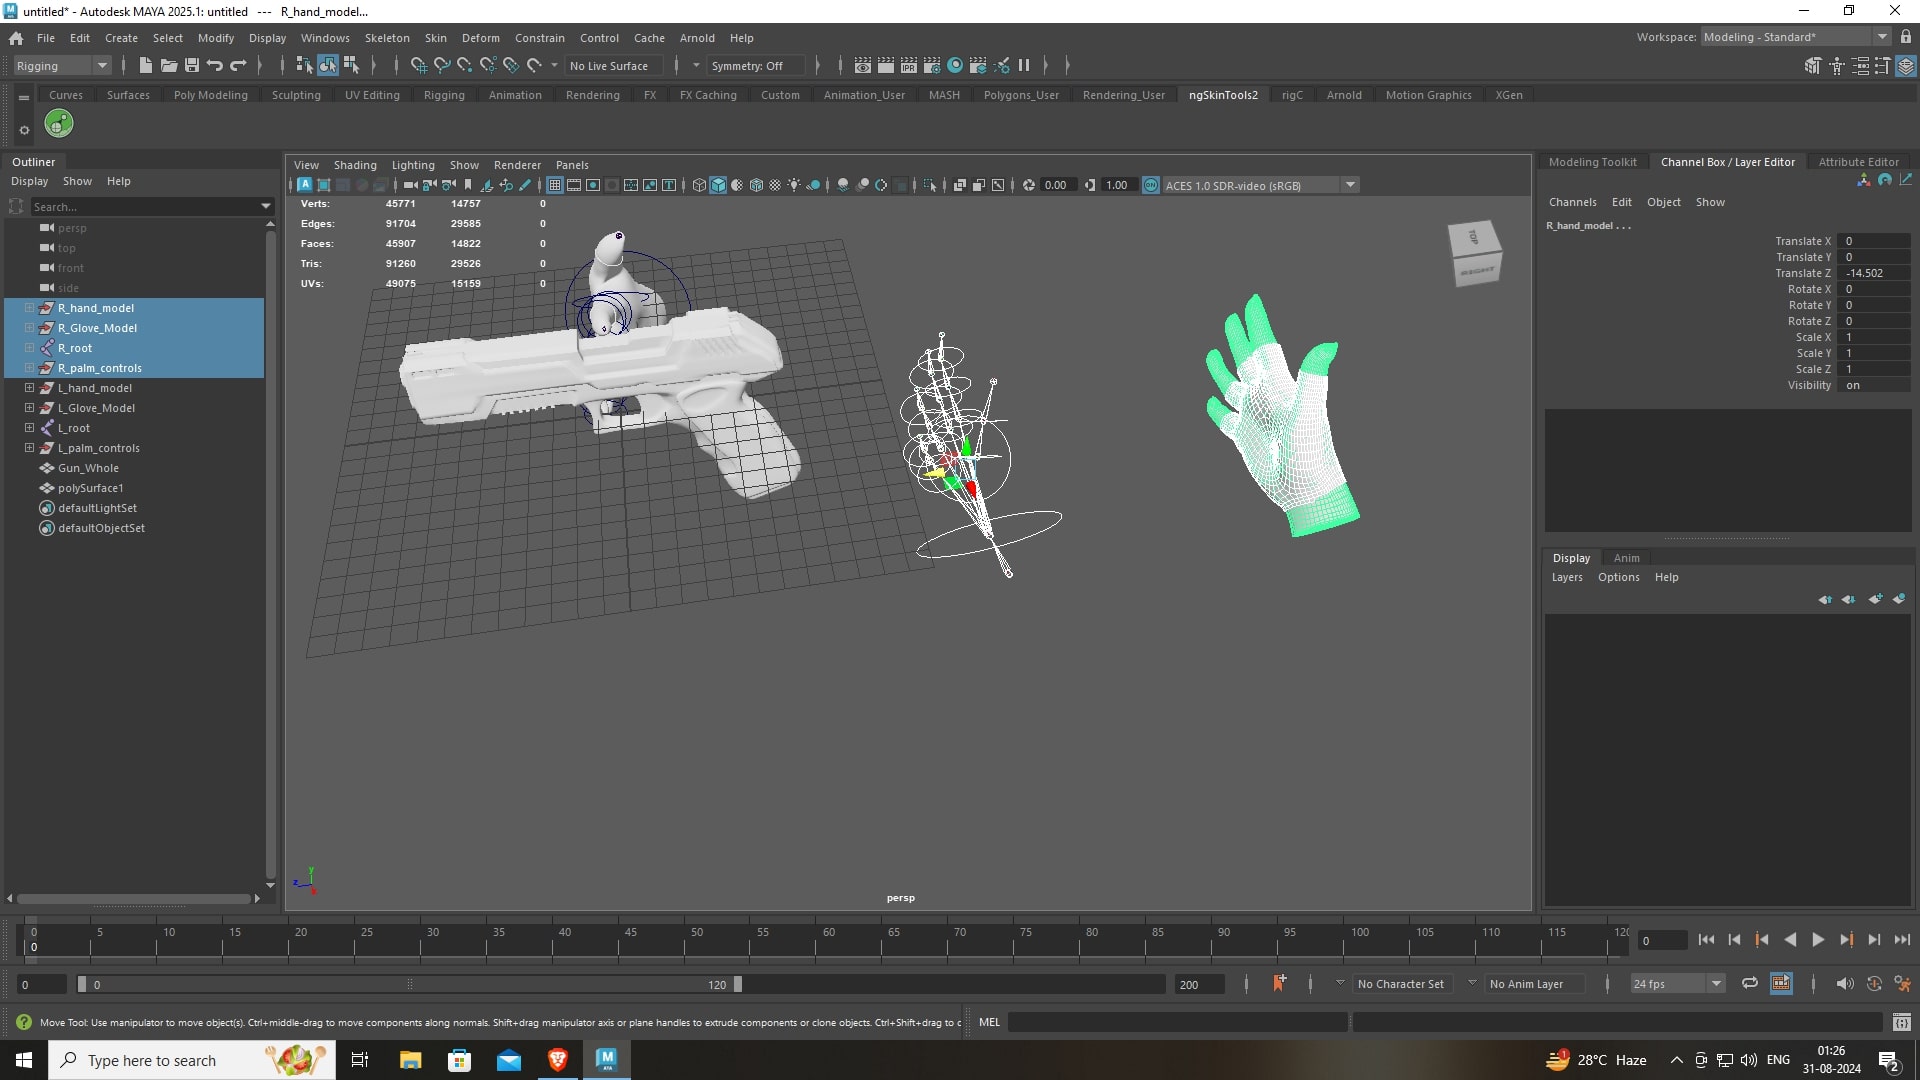 untitled* - Autodesk MAYA 2025.1: untitled --- R_hand_model...
File Edit Create Select Modify Display Windows Skeleton Skin Deform Constrain Control Cache Arnold Help
Workspace: Modeling - Standard*
Rigging
No Live Surface
Symmetry: Off
Curves Surfaces Poly Modeling Sculpting UV Editing Rigging Animation Rendering FX FX Caching Custom Animation_User MASH Polygons_User Rendering_User ngSkinTools2 rigC Arnold Motion Graphics XGen
Outliner
Display Show Help
Search...
persp
top
front
side
R_hand_model
R_Glove_Model
R_root
R_palm_controls
L_hand_model
L_Glove_Model
L_root
L_palm_controls
Gun_Whole
polySurface1
defaultLightSet
defaultObjectSet
View Shading Lighting Show Renderer Panels
0.00 1.00 ACES 1.0 SDR-video (sRGB)
Verts: 45771 14757 0
Edges: 91704 29585 0
Faces: 45907 14822 0
Tris: 91260 29526 0
UVs: 49075 15159 0
TOP
RIGHT
y
z
x
persp
Modeling Toolkit Channel Box / Layer Editor Attribute Editor
Channels Edit Object Show
R_hand_model . . .
Translate X 0
Translate Y 0
Translate Z -14.502
Rotate X 0
Rotate Y 0
Rotate Z 0
Scale X 1
Scale Y 1
Scale Z 1
Visibility on
Display Anim
Layers Options Help
0 5 10 15 20 25 30 35 40 45 50 55 60 65 70 75 80 85 90 95 100 105 110 115 120
0
0
0 0 120 200
No Character Set
No Anim Layer
24 fps
Move Tool: Use manipulator to move object(s). Ctrl+middle-drag to move components along normals. Shift+drag manipulator axis or plane handles to extrude components or clone objects. Ctrl+Shift+drag to c
MEL
Type here to search
28°C Haze
ENG
01:26
31-08-2024
2